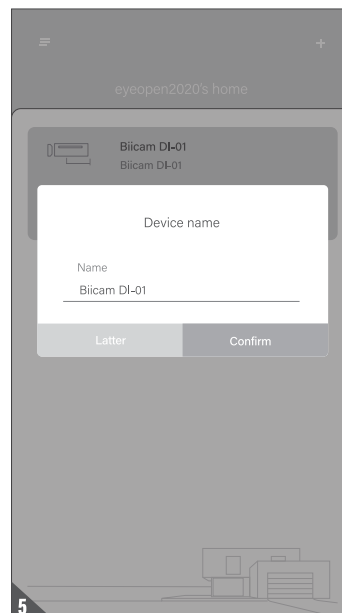 +
eyeopen2020's home
Biicam DI-01
Biicam DI-01
Device name
Name
Biicam DI-01
Latter
Confirm
5